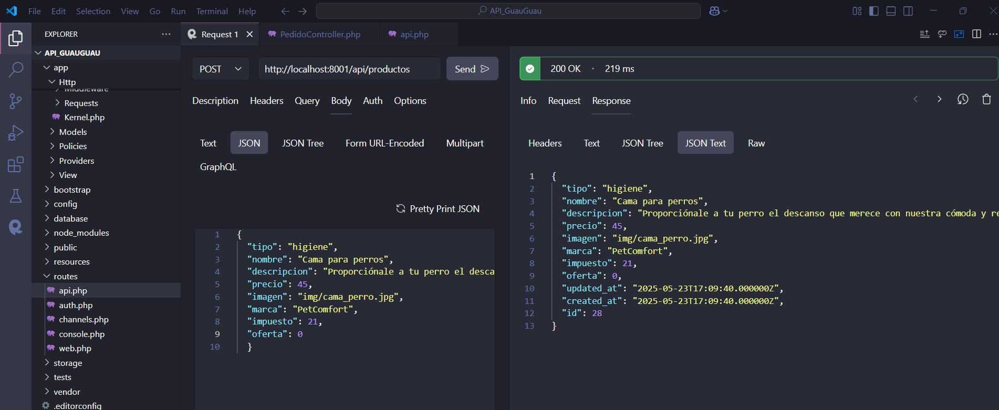 File Edit Selection View Go Run Terminal Help API_GuauGuau
EXPLORER
Request 1 PedidoController.php api.php
API_GUAUGUAU
app
Http
Middleware
Requests
Kernel.php
Models
Policies
Providers
View
bootstrap
config
database
node_modules
public
resources
routes
api.php
auth.php
channels.php
console.php
web.php
storage
tests
vendor
.editorconfig
POST http://localhost:8001/api/productos Send
Description Headers Query Body Auth Options
Text JSON JSON Tree Form URL-Encoded Multipart
GraphQL
Pretty Print JSON
1 {
2 "tipo": "higiene",
3 "nombre": "Cama para perros",
4 "descripcion": "Proporciónale a tu perro el desca
5 "precio": 45,
6 "imagen": "img/cama_perro.jpg",
7 "marca": "PetComfort",
8 "impuesto": 21,
9 "oferta": 0
10 }
200 OK · 219 ms
Info Request Response
Headers Text JSON Tree JSON Text Raw
1 {
2 "tipo": "higiene",
3 "nombre": "Cama para perros",
4 "descripcion": "Proporciónale a tu perro el descanso que merece con nuestra cómoda y re
5 "precio": 45,
6 "imagen": "img/cama_perro.jpg",
7 "marca": "PetComfort",
8 "impuesto": 21,
9 "oferta": 0,
10 "updated_at": "2025-05-23T17:09:40.000000Z",
11 "created_at": "2025-05-23T17:09:40.000000Z",
12 "id": 28
13 }